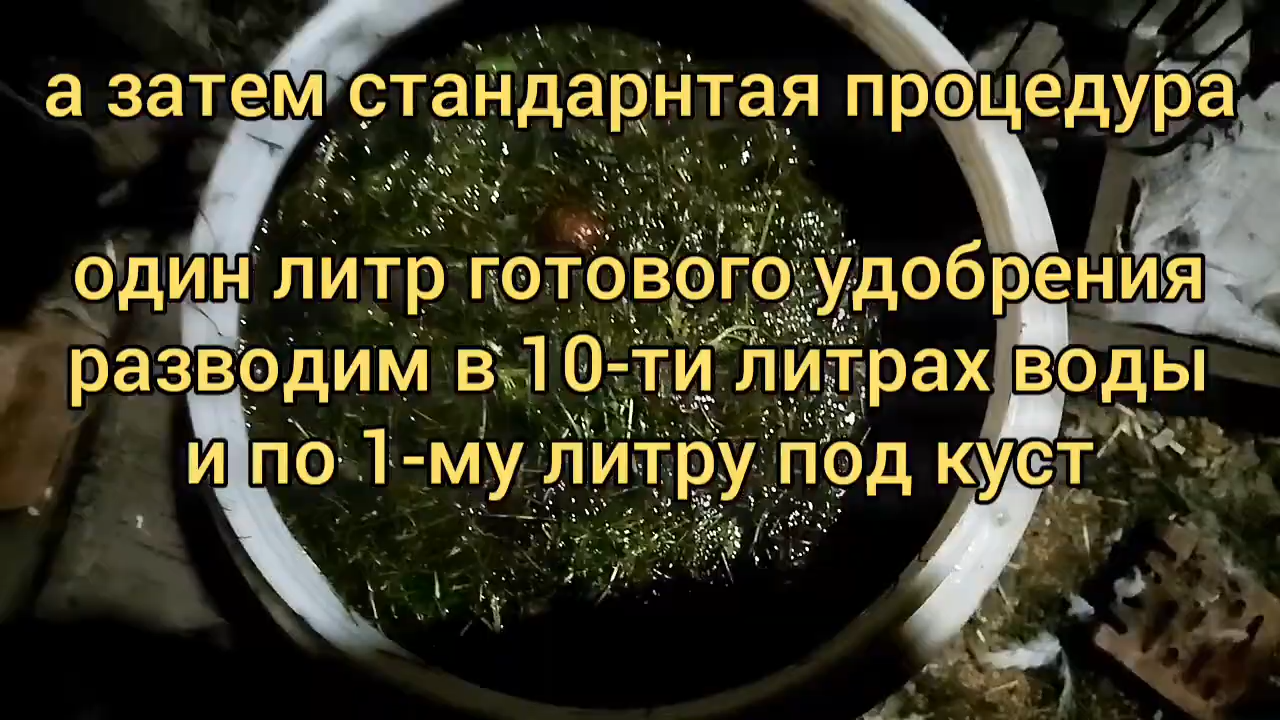 а затем стандарнтая процедура
один литр готового удобрения
разводим в 10-ти литрах воды
и по 1-му литру под куст